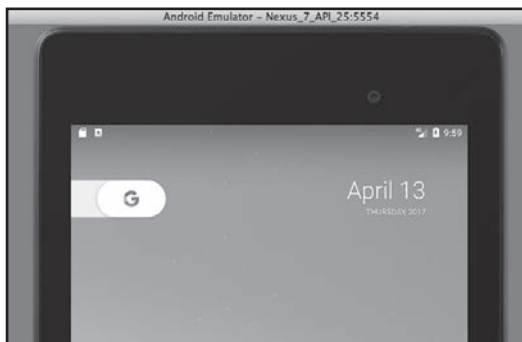 Android Emulator – Nexus_7_API_25:5554
9:59
G
April 13
THURSDAY 2017